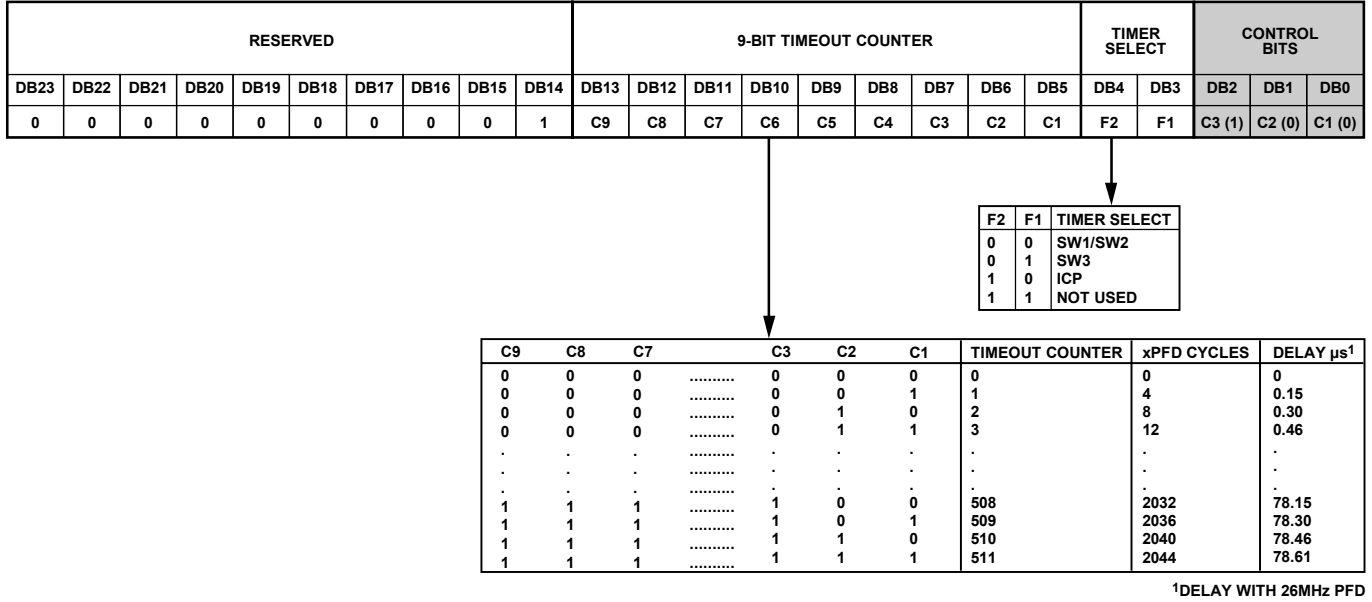 RESERVED 9-BIT TIMEOUT COUNTER TIMER SELECT CONTROL BITS
DB23 DB22 DB21 DB20 DB19 DB18 DB17 DB16 DB15 DB14 DB13 DB12 DB11 DB10 DB9 DB8 DB7 DB6 DB5 DB4 DB3 DB2 DB1 DB0
0 0 0 0 0 0 0 0 0 1 C9 C8 C7 C6 C5 C4 C3 C2 C1 F2 F1 C3 (1) C2 (0) C1 (0)
F2 F1 TIMER SELECT
0 0 SW1/SW2
0 1 SW3
1 0 ICP
1 1 NOT USED
C9 C8 C7 C3 C2 C1 TIMEOUT COUNTER xPFD CYCLES DELAY µs1
0 0 0 .......... 0 0 0 0 0 0
0 0 0 .......... 0 0 1 1 4 0.15
0 0 0 .......... 0 1 0 2 8 0.30
0 0 0 .......... 0 1 1 3 12 0.46
. . . .......... . . . . . .
. . . .......... . . . . . .
. . . .......... . . . . . .
1 1 1 .......... 1 0 0 508 2032 78.15
1 1 1 .......... 1 0 1 509 2036 78.30
1 1 1 .......... 1 1 0 510 2040 78.46
1 1 1 .......... 1 1 1 511 2044 78.61
1DELAY WITH 26MHz PFD